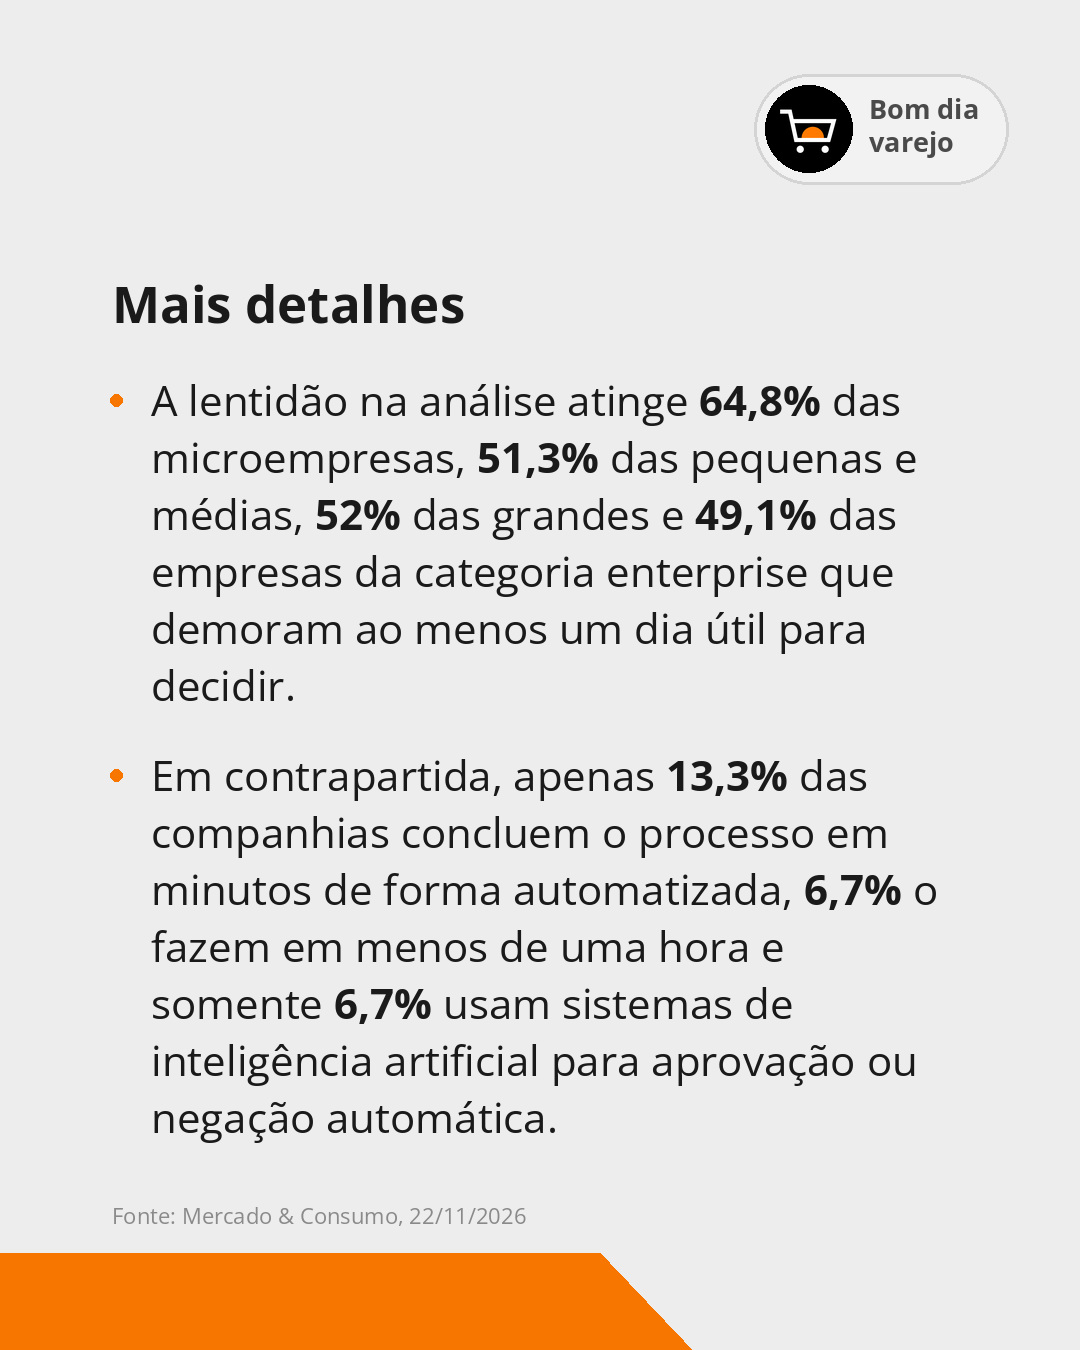 Bom dia
varejo
Mais detalhes
• A lentidão na análise atinge 64,8% das
microempresas, 51,3% das pequenas e
médias, 52% das grandes e 49,1% das
empresas da categoria enterprise que
demoram ao menos um dia útil para
decidir.
• Em contrapartida, apenas 13,3% das
companhias concluem o processo em
minutos de forma automatizada, 6,7% o
fazem em menos de uma hora e
somente 6,7% usam sistemas de
inteligência artificial para aprovação ou
negação automática.
Fonte: Mercado & Consumo, 22/11/2026